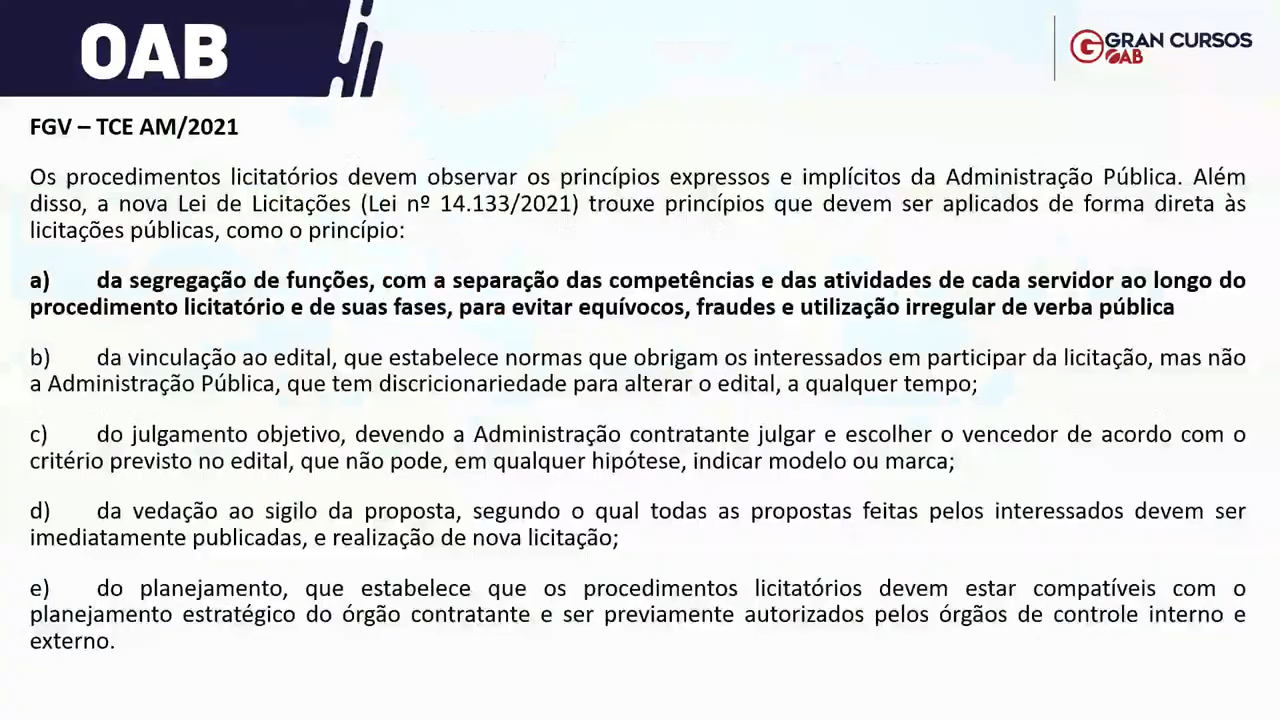 OAB
GRAN CURSOS
OAB
FGV – TCE AM/2021
Os procedimentos licitatórios devem observar os princípios expressos e implícitos da Administração Pública. Além
disso, a nova Lei de Licitações (Lei nº 14.133/2021) trouxe princípios que devem ser aplicados de forma direta às
licitações públicas, como o princípio:
a) da segregação de funções, com a separação das competências e das atividades de cada servidor ao longo do
procedimento licitatório e de suas fases, para evitar equívocos, fraudes e utilização irregular de verba pública
b) da vinculação ao edital, que estabelece normas que obrigam os interessados em participar da licitação, mas não
a Administração Pública, que tem discricionariedade para alterar o edital, a qualquer tempo;
c) do julgamento objetivo, devendo a Administração contratante julgar e escolher o vencedor de acordo com o
critério previsto no edital, que não pode, em qualquer hipótese, indicar modelo ou marca;
d) da vedação ao sigilo da proposta, segundo o qual todas as propostas feitas pelos interessados devem ser
imediatamente publicadas, e realização de nova licitação;
e) do planejamento, que estabelece que os procedimentos licitatórios devem estar compatíveis com o
planejamento estratégico do órgão contratante e ser previamente autorizados pelos órgãos de controle interno e
externo.